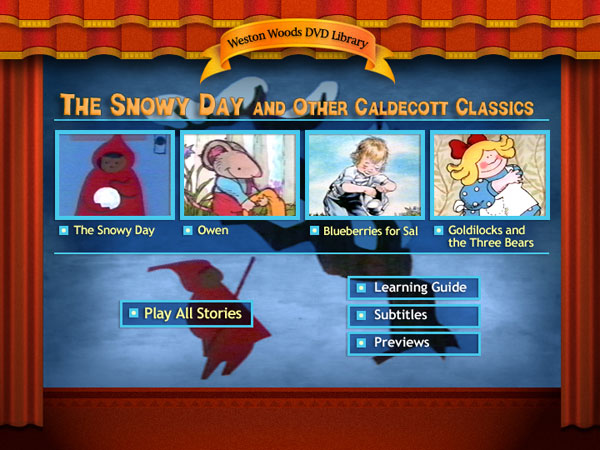 Weston Woods DVD Library
THE SNOWY DAY AND OTHER CALDECOTT CLASSICS
The Snowy Day
Owen
Blueberries for Sal
Goldilocks and
the Three Bears
Play All Stories
Learning Guide
Subtitles
Previews